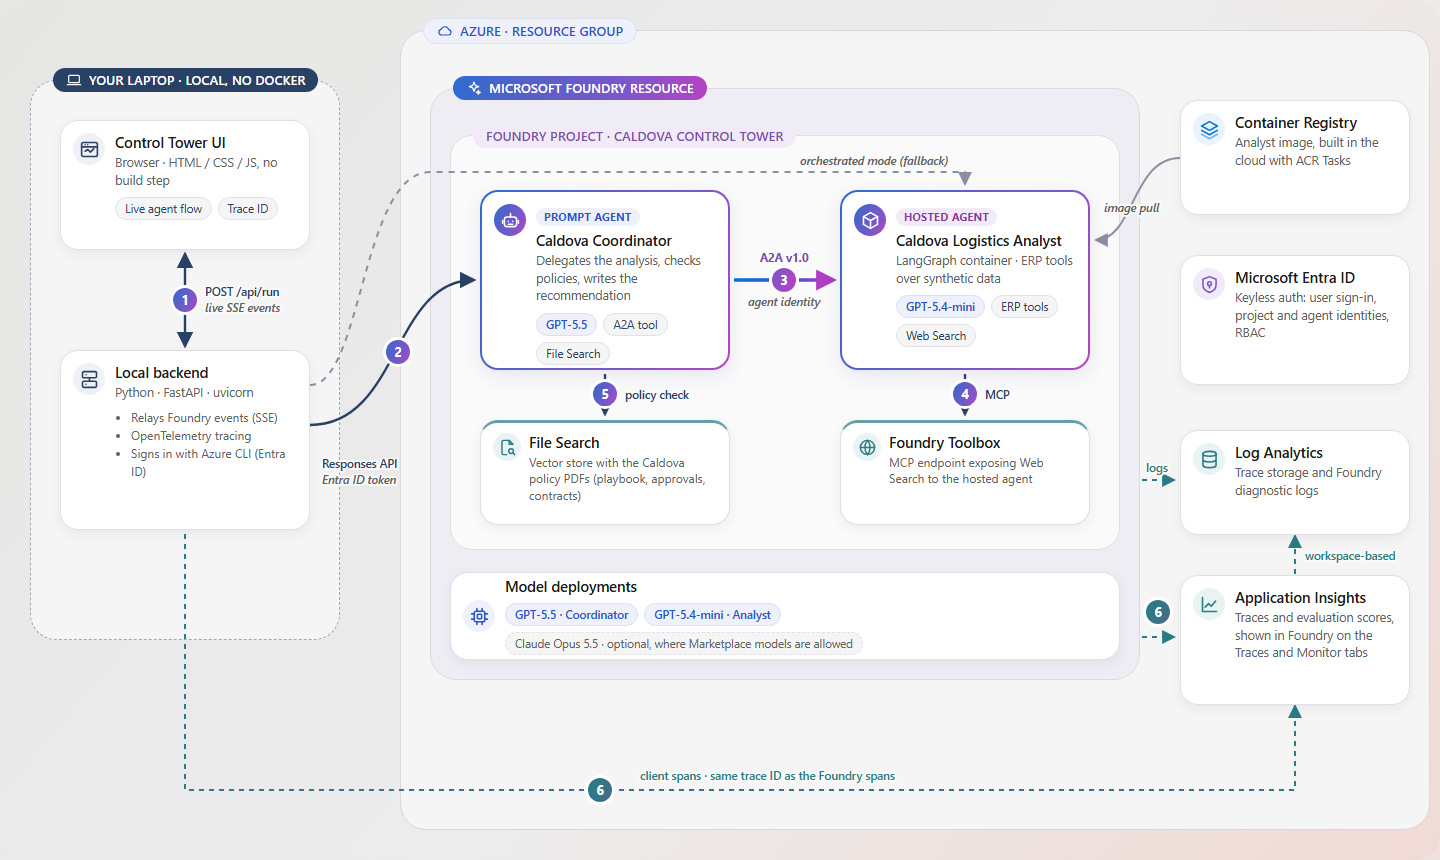 AZURE · RESOURCE GROUP
YOUR LAPTOP · LOCAL, NO DOCKER
Control Tower UI
Browser · HTML / CSS / JS, no
build step
Live agent flow
Trace ID
1
POST /api/run
live SSE events
Local backend
Python · FastAPI · uvicorn
• Relays Foundry events (SSE)
• OpenTelemetry tracing
• Signs in with Azure CLI (Entra
ID)
2
Responses API
Entra ID token
MICROSOFT FOUNDRY RESOURCE
FOUNDRY PROJECT · CALDOVA CONTROL TOWER
orchestrated mode (fallback)
PROMPT AGENT
Caldova Coordinator
Delegates the analysis, checks
policies, writes the
recommendation
GPT-5.5
A2A tool
File Search
A2A v1.0
3
agent identity
HOSTED AGENT
Caldova Logistics Analyst
LangGraph container · ERP tools
over synthetic data
GPT-5.4-mini
ERP tools
Web Search
5
policy check
4
MCP
File Search
Vector store with the Caldova
policy PDFs (playbook, approvals,
contracts)
Foundry Toolbox
MCP endpoint exposing Web
Search to the hosted agent
Model deployments
GPT-5.5 · Coordinator
GPT-5.4-mini · Analyst
Claude Opus 5.5 · optional, where Marketplace models are allowed
Container Registry
Analyst image, built in the
cloud with ACR Tasks
image pull
Microsoft Entra ID
Keyless auth: user sign-in,
project and agent identities,
RBAC
Log Analytics
Trace storage and Foundry
diagnostic logs
logs
workspace-based
6
Application Insights
Traces and evaluation scores,
shown in Foundry on the
Traces and Monitor tabs
client spans · same trace ID as the Foundry spans
6